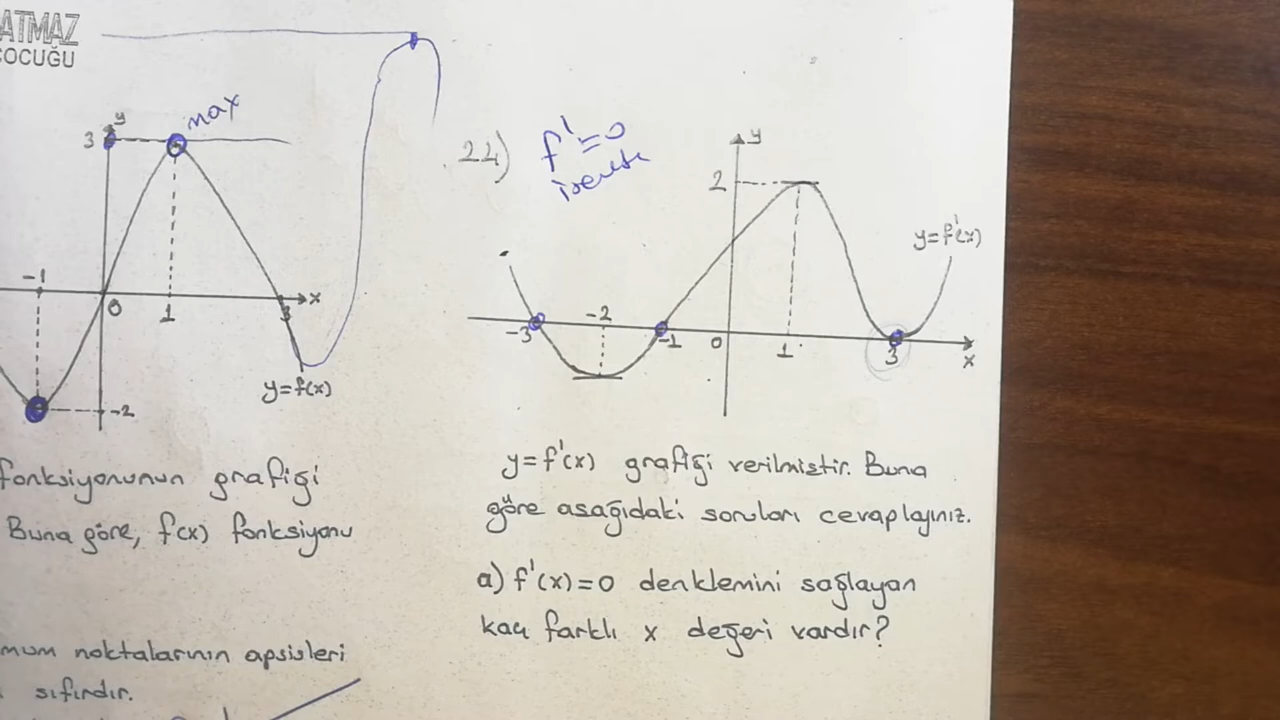 ATMAZ
ÇOCUĞU
y
3
max
-1
0
1
3
x
y=f(x)
-2
fonksiyonunun grafiği
Buna göre, f(x) fonksiyonu
mum noktalarının apsisleri
sıfırdır.
22) f'=0
y
2
y=f'(x)
-3
-2
-1
0
1
3
x
y=f'(x) grafiği verilmiştir. Buna
göre aşağıdaki soruları cevaplayınız.
a) f'(x)=0 denklemini sağlayan
kaç farklı x değeri vardır?